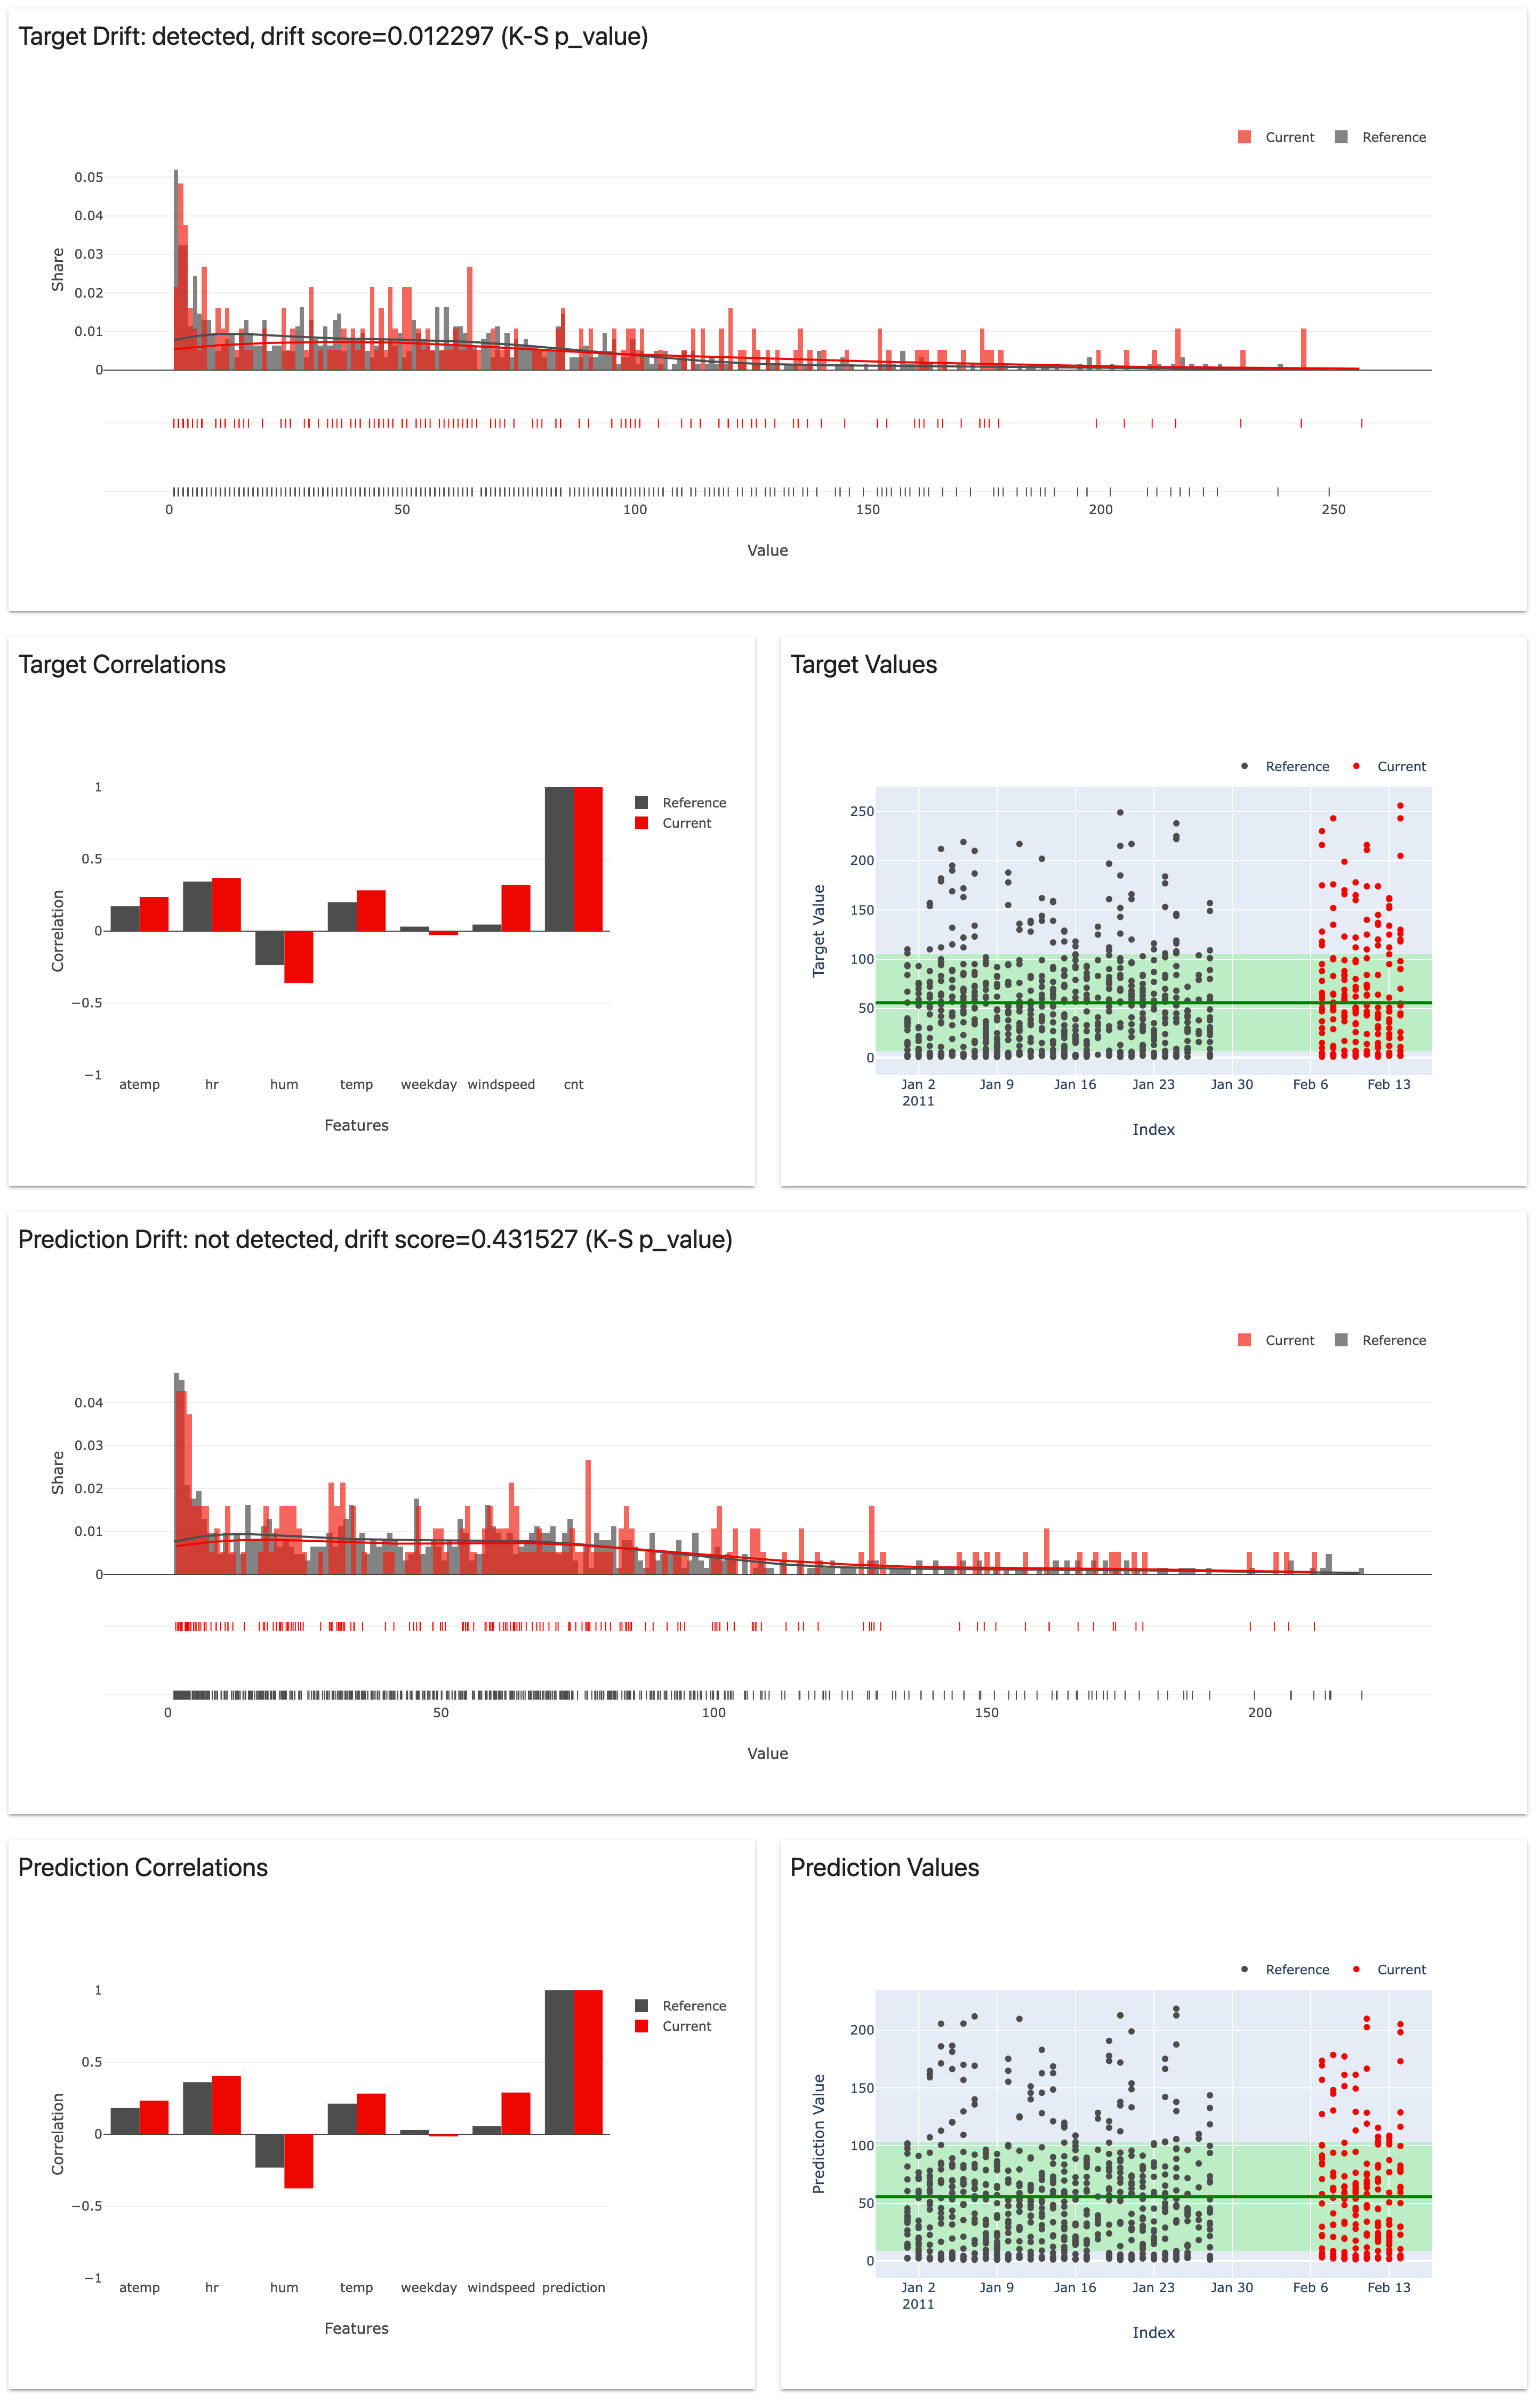 Target Drift: detected, drift score=0.012297 (K-S p_value)
Current
Reference
0.05
0.04
0.03
0.02
0.01
0
Share
0
50
100
150
200
250
Value
Target Correlations
1
0.5
0
−0.5
−1
Correlation
Reference
Current
atemp
hr
hum
temp
weekday
windspeed
cnt
Features
Target Values
Reference
Current
250
200
150
100
50
0
Target Value
Jan 2
2011
Jan 9
Jan 16
Jan 23
Jan 30
Feb 6
Feb 13
Index
Prediction Drift: not detected, drift score=0.431527 (K-S p_value)
Current
Reference
0.04
0.03
0.02
0.01
0
Share
0
50
100
150
200
Value
Prediction Correlations
1
0.5
0
−0.5
−1
Correlation
Reference
Current
atemp
hr
hum
temp
weekday
windspeed
prediction
Features
Prediction Values
Reference
Current
200
150
100
50
0
Prediction Value
Jan 2
2011
Jan 9
Jan 16
Jan 23
Jan 30
Feb 6
Feb 13
Index